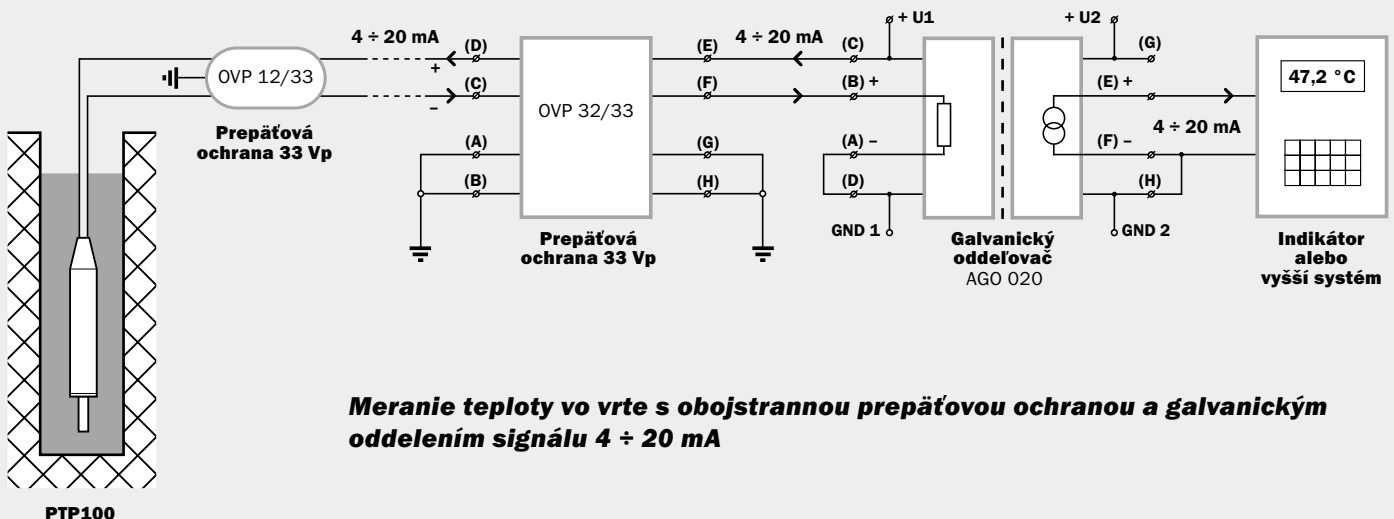 + U1
+ U2
4 ÷ 20 mA
(D)
(E)
4 ÷ 20 mA
(C)
(G)
OVP 12/33
+
(C)
–
(F)
(B) +
(E) +
47,2 °C
OVP 32/33
Prepäťová
ochrana 33 Vp
4 ÷ 20 mA
(A)
(G)
(A) –
(F) –
(B)
(H)
(D)
(H)
GND 1
GND 2
Prepäťová
ochrana 33 Vp
Galvanický
oddeľovač
AGO 020
Indikátor
alebo
vyšší systém
Meranie teploty vo vrte s obojstrannou prepäťovou ochranou a galvanickým
oddelením signálu 4 ÷ 20 mA
PTP100